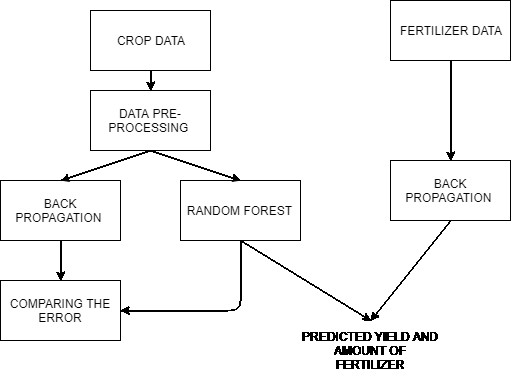 CROP DATA
FERTILIZER DATA
DATA PRE-
PROCESSING
BACK
PROPAGATION
RANDOM FOREST
BACK
PROPAGATION
COMPARING THE
ERROR
PREDICTED YIELD AND
AMOUNT OF
FERTILIZER